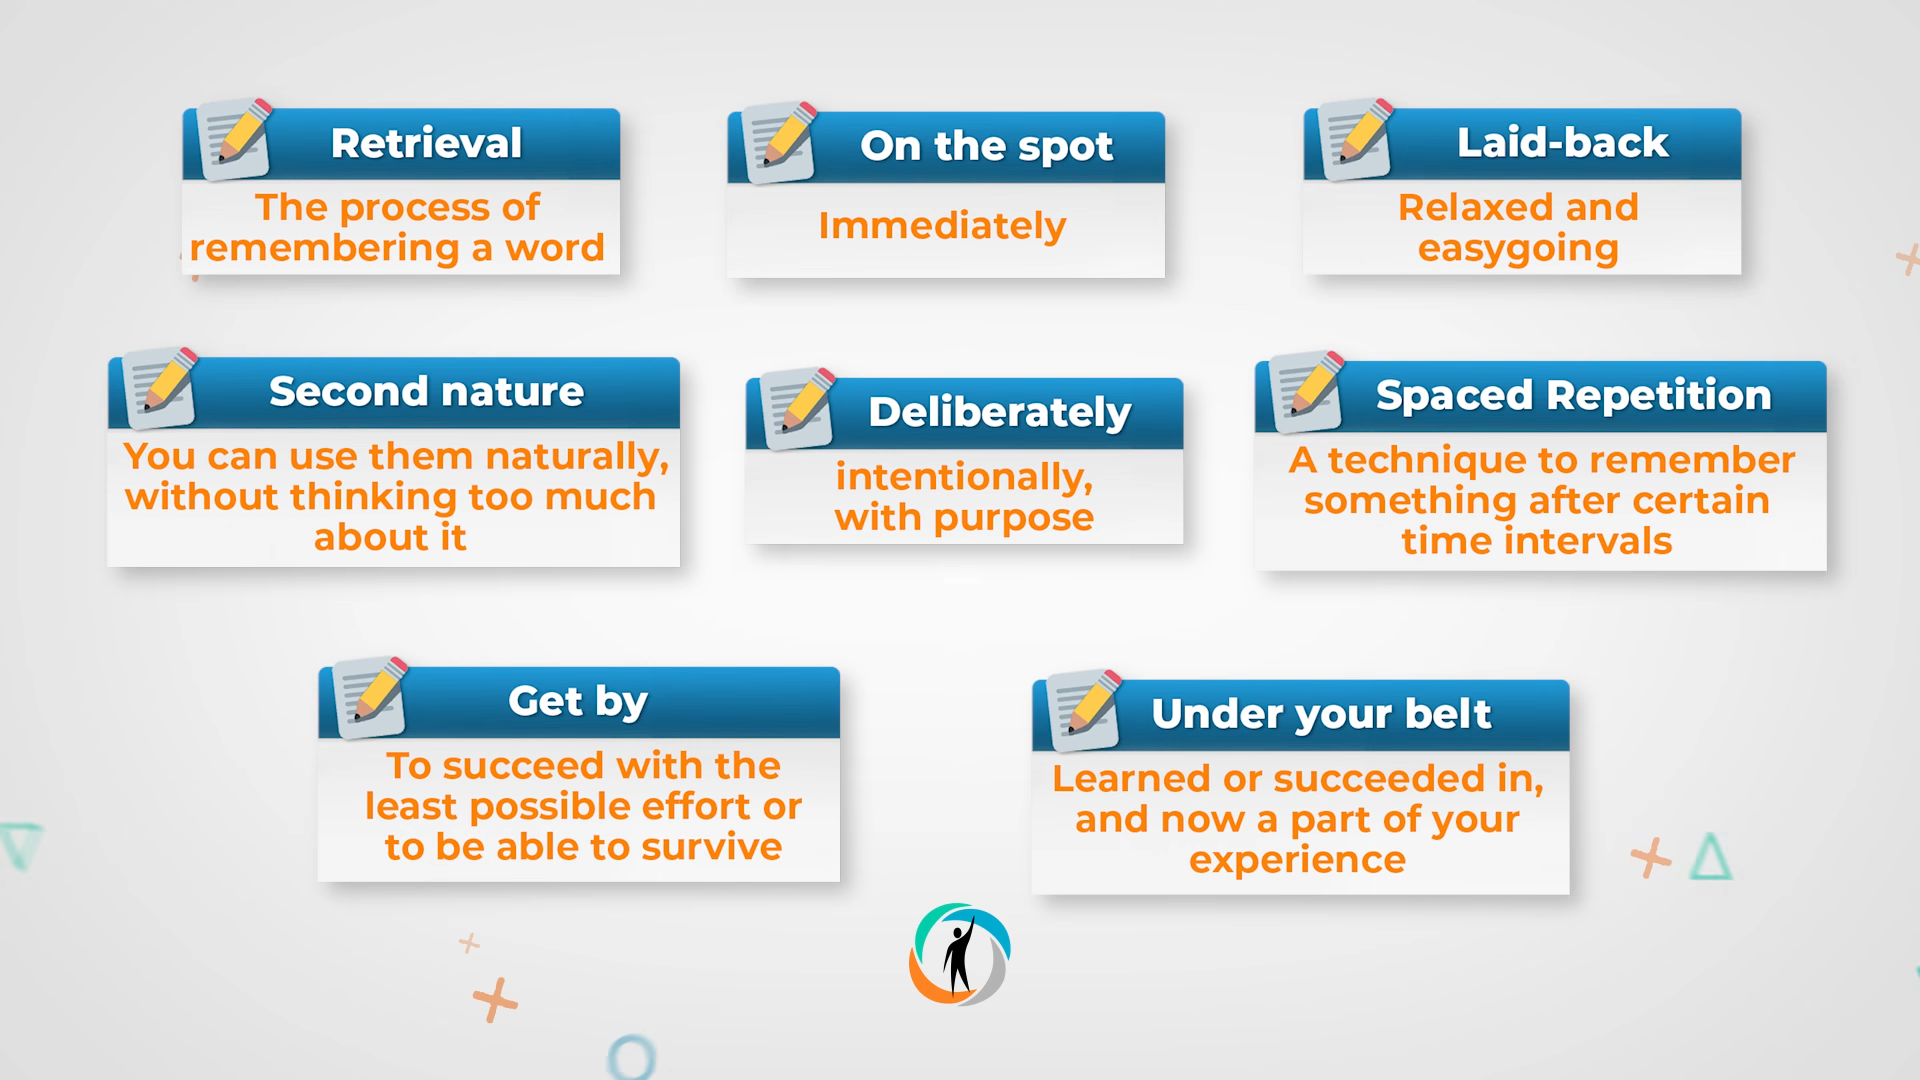 Retrieval
The process of
remembering a word
On the spot
Immediately
Laid-back
Relaxed and
easygoing
Second nature
You can use them naturally,
without thinking too much
about it
Deliberately
intentionally,
with purpose
Spaced Repetition
A technique to remember
something after certain
time intervals
Get by
To succeed with the
least possible effort or
to be able to survive
Under your belt
Learned or succeeded in,
and now a part of your
experience